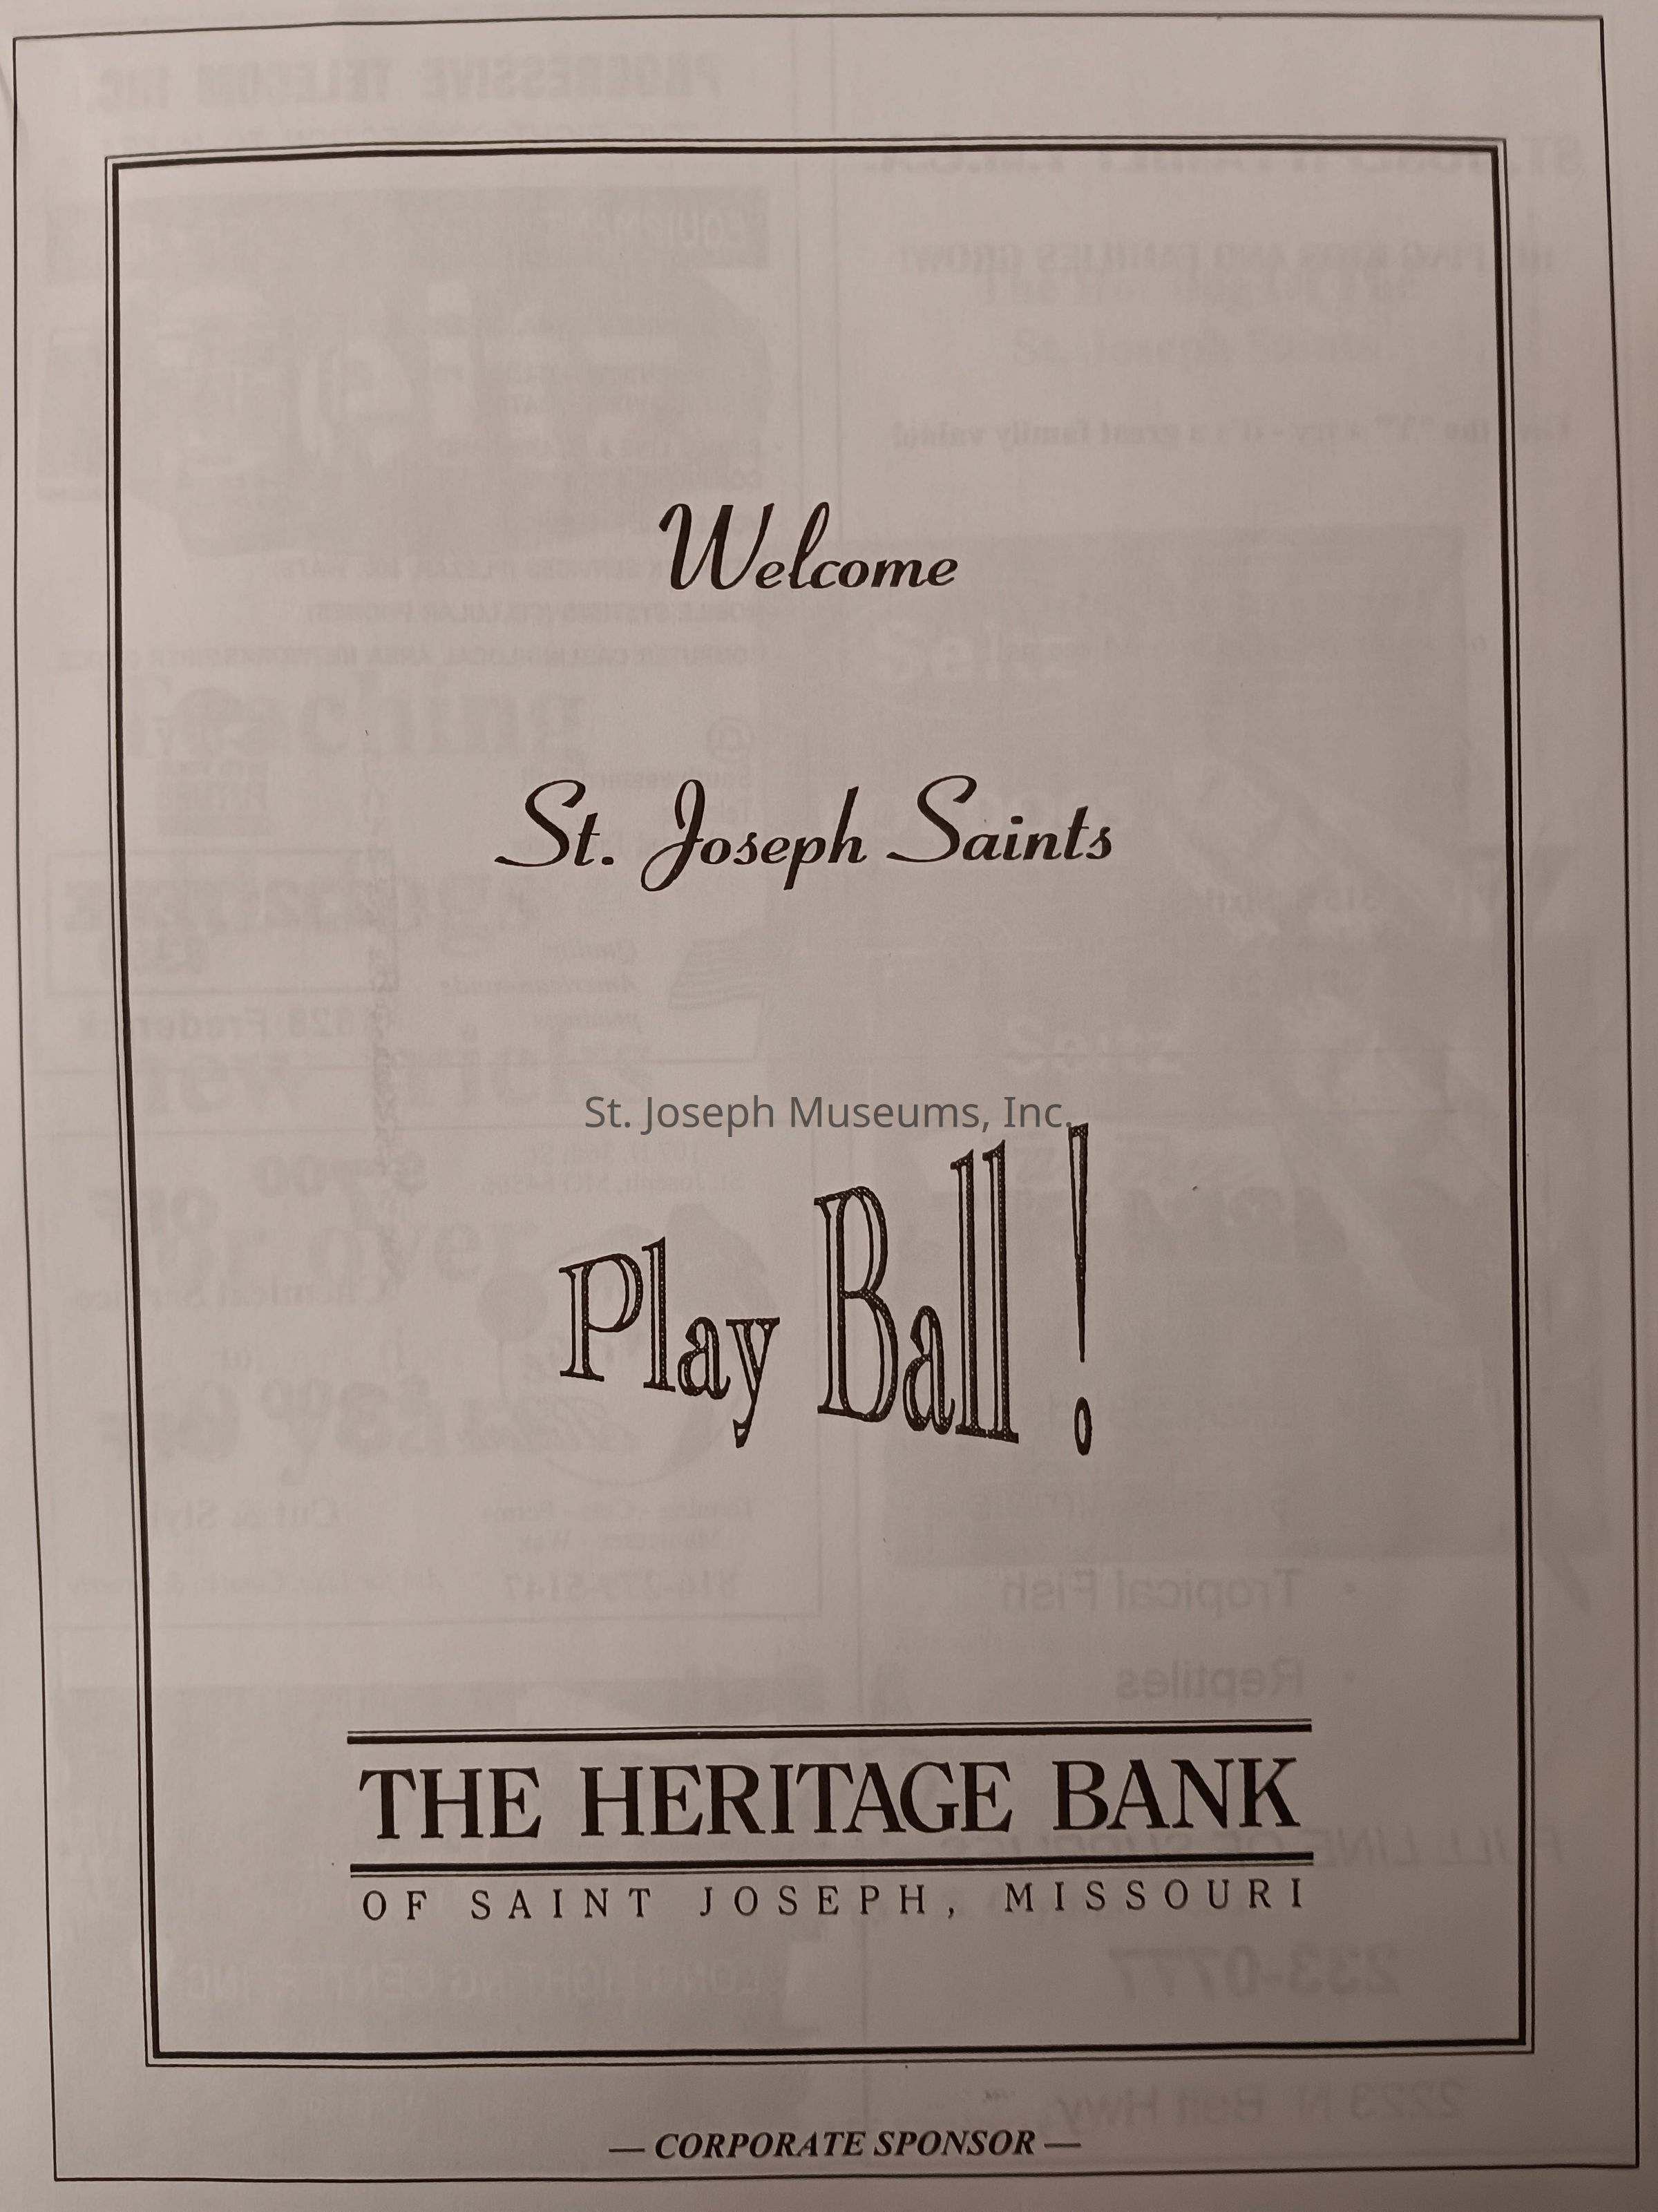 Welcome
St. Joseph Saints
St. Joseph Museums, Inc.
Play Ball!
THE HERITAGE BANK
OF SAINT JOSEPH, MISSOURI
— CORPORATE SPONSOR —